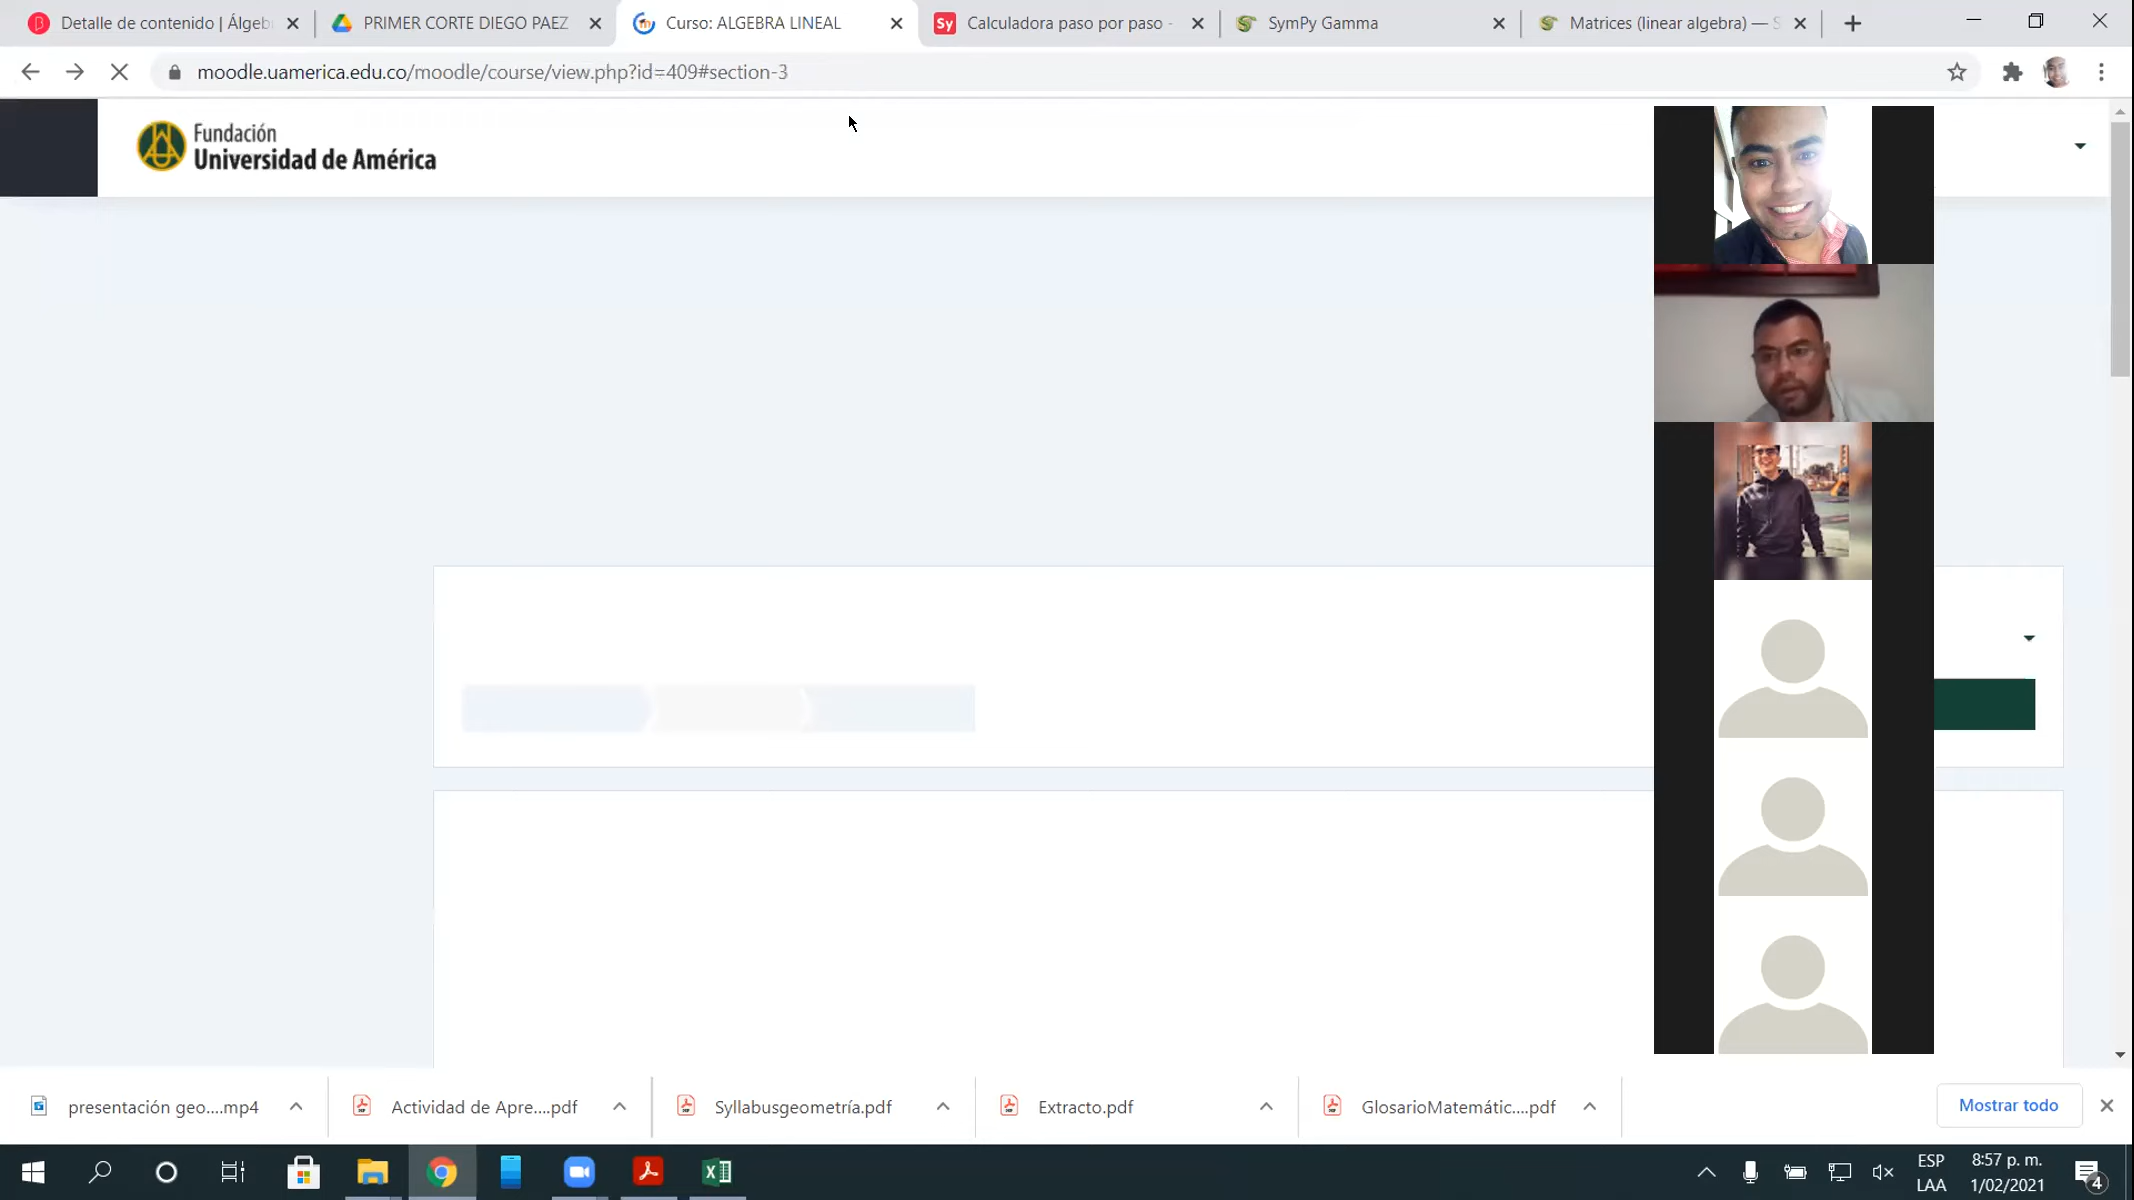 Detalle de contenido | Álgeb
PRIMER CORTE DIEGO PAEZ
Curso: ALGEBRA LINEAL
Sy
Calculadora paso por paso -
SymPy Gamma
Matrices (linear algebra) — S
moodle.uamerica.edu.co/moodle/course/view.php?id=409#section-3
Fundación
Universidad de América
presentación geo....mp4
Actividad de Apre....pdf
Syllabusgeometría.pdf
Extracto.pdf
GlosarioMatemátic....pdf
Mostrar todo
ESP
LAA
8:57 p. m.
1/02/2021
4